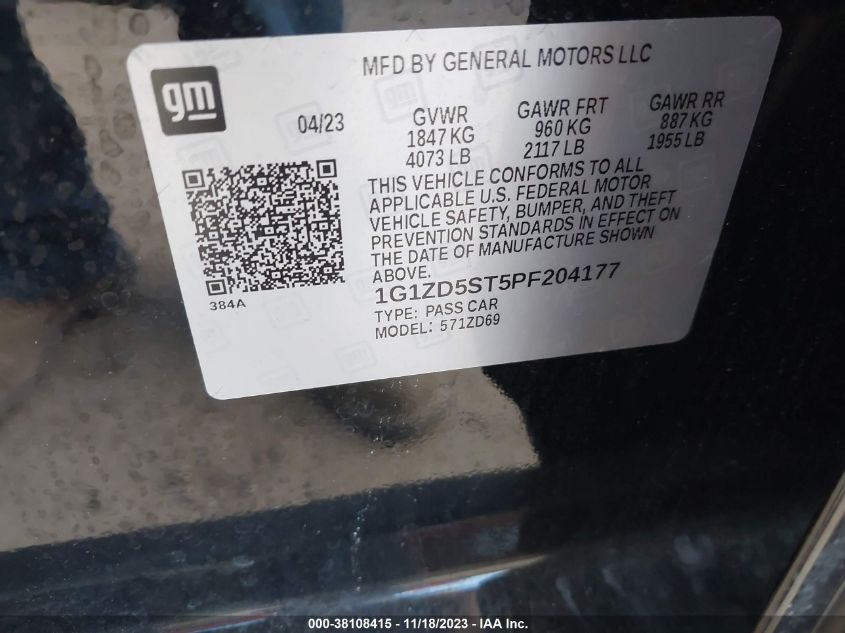 MFD BY GENERAL MOTORS LLC
gm
04/23
GVWR GAWR FRT GAWR RR
1847 KG 960 KG 887 KG
4073 LB 2117 LB 1955 LB
THIS VEHICLE CONFORMS TO ALL
APPLICABLE U.S. FEDERAL MOTOR
VEHICLE SAFETY, BUMPER, AND THEFT
PREVENTION STANDARDS IN EFFECT ON
THE DATE OF MANUFACTURE SHOWN
ABOVE.
384A
1G1ZD5ST5PF204177
TYPE: PASS CAR
MODEL: 571ZD69
000-38108415 - 11/18/2023 - IAA Inc.